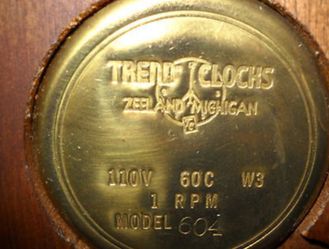 TREND CLOCKS
ZEELAND MICHIGAN
110V 60C W3
1 RPM
MODEL 604